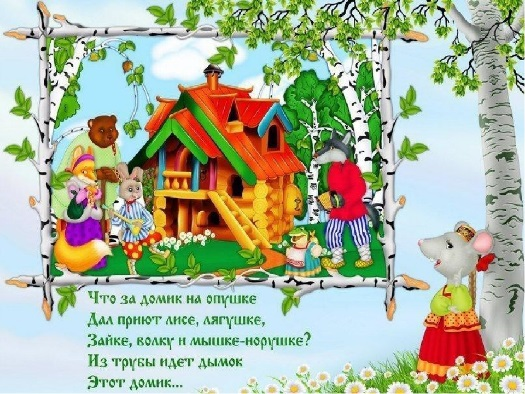 Что за домик на опушке
Дал приют лисе, лягушке,
Зайке, волку и мышке-норушке?
Из трубы идет дымок
Этот домик...